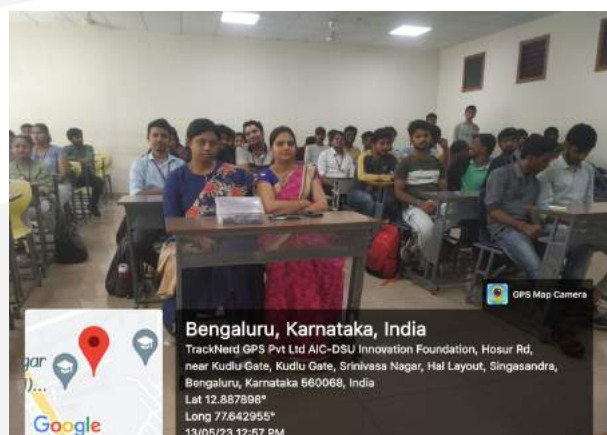 GPS Map Camera
Bengaluru, Karnataka, India
TrackNerd GPS Pvt Ltd AIC-DSU Innovation Foundation, Hosur Rd,
near Kudlu Gate, Kudlu Gate, Srinivasa Nagar, Hal Layout, Singasandra,
Bengaluru, Karnataka 560068, India
Lat 12.887898°
Long 77.642955°
13/05/23 12:57 PM
gar
)...
Google